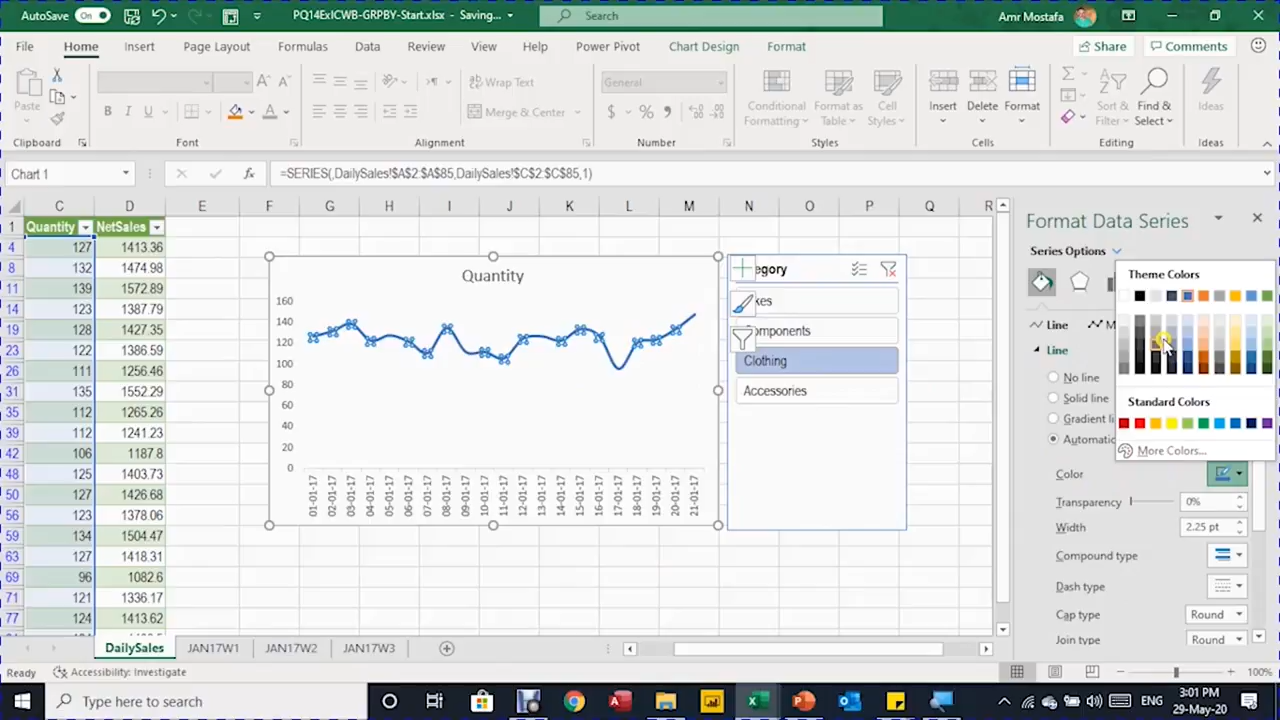 AutoSave On PQ14ExICWB-GRPBY-Start.xlsx - Saving... Search Amr Mostafa
File Home Insert Page Layout Formulas Data Review View Help Power Pivot Chart Design Format Share Comments
Wrap Text General
Paste Merge & Center Conditional Formatting Format as Table Cell Styles Insert Delete Format Sort & Filter Find & Select Ideas
Clipboard Font Alignment Number Styles Cells Editing Ideas
Chart 1 =SERIES(,DailySales!$A$2:$A$85,DailySales!$C$2:$C$85,1)
C D E F G H I J K L M N O P Q R
1 Quantity NetSales
4 127 1413.36
8 132 1474.98
11 139 1572.89
14 123 1387.79
19 128 1427.35
23 122 1386.59
26 111 1256.46
31 135 1552.29
35 112 1265.26
39 112 1241.23
42 106 1187.8
48 125 1403.73
50 127 1426.68
56 123 1378.06
59 134 1504.47
63 127 1418.31
69 96 1082.6
71 121 1336.17
77 124 1413.62
Quantity
160
140
120
100
80
60
40
20
0
01-01-17 02-01-17 03-01-17 04-01-17 05-01-17 06-01-17 07-01-17 08-01-17 09-01-17 10-01-17 11-01-17 12-01-17 13-01-17 14-01-17 15-01-17 16-01-17 17-01-17 18-01-17 19-01-17 20-01-17 21-01-17
egory
kes
omponents
Clothing
Accessories
Format Data Series
Series Options
Theme Colors
Line M
Line
No line
Solid line
Gradient li
Automatic
Standard Colors
More Colors...
Color
Transparency 0%
Width 2.25 pt
Compound type
Dash type
Cap type Round
Join type Round
DailySales JAN17W1 JAN17W2 JAN17W3
Ready Accessibility: Investigate 100%
Type here to search ENG 3:01 PM
29-May-20